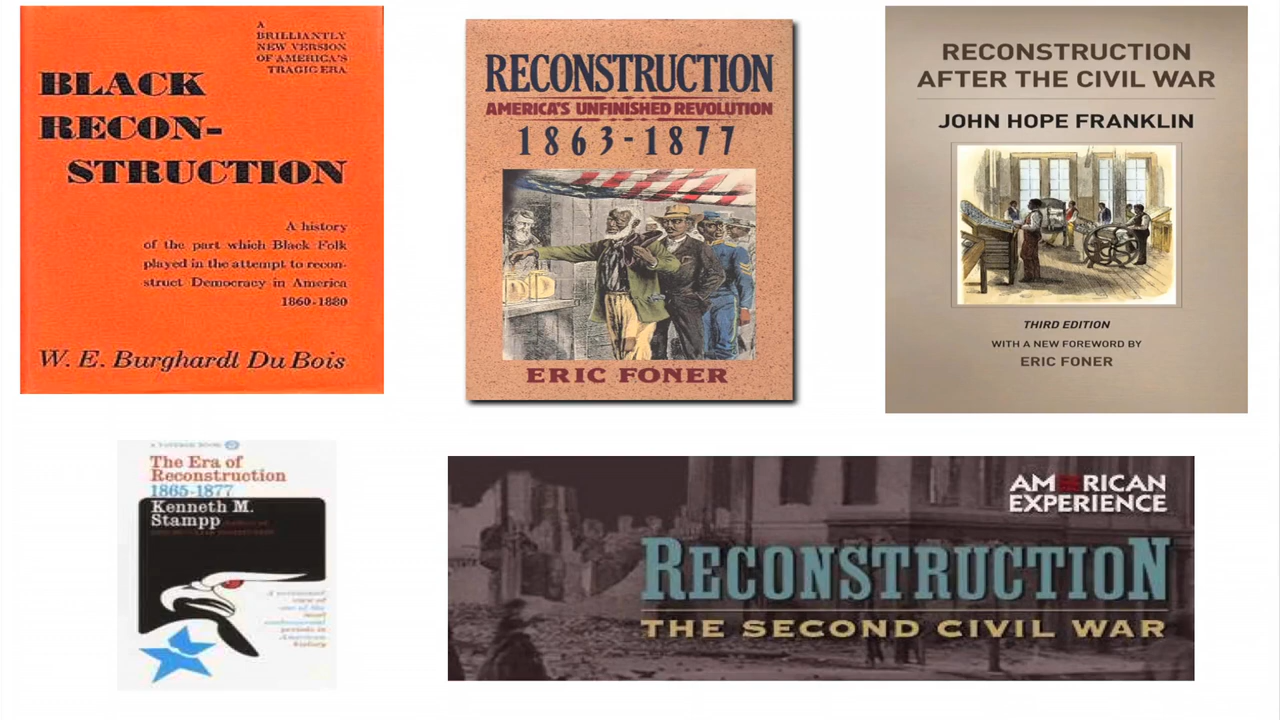 A
BRILLIANTLY
NEW VERSION
OF AMERICA'S
TRAGIC ERA
BLACK
RECON-
STRUCTION
A history
of the part which Black Folk
played in the attempt to recon-
struct Democracy in America
1860-1880
W. E. Burghardt Du Bois
RECONSTRUCTION
AMERICA'S UNFINISHED REVOLUTION
1863-1877
ERIC FONER
RECONSTRUCTION
AFTER THE CIVIL WAR
JOHN HOPE FRANKLIN
THIRD EDITION
WITH A NEW FOREWORD BY
ERIC FONER
The Era of
Reconstruction
1865-1877
Kenneth M.
Stampp
AMERICAN
EXPERIENCE
RECONSTRUCTION
THE SECOND CIVIL WAR